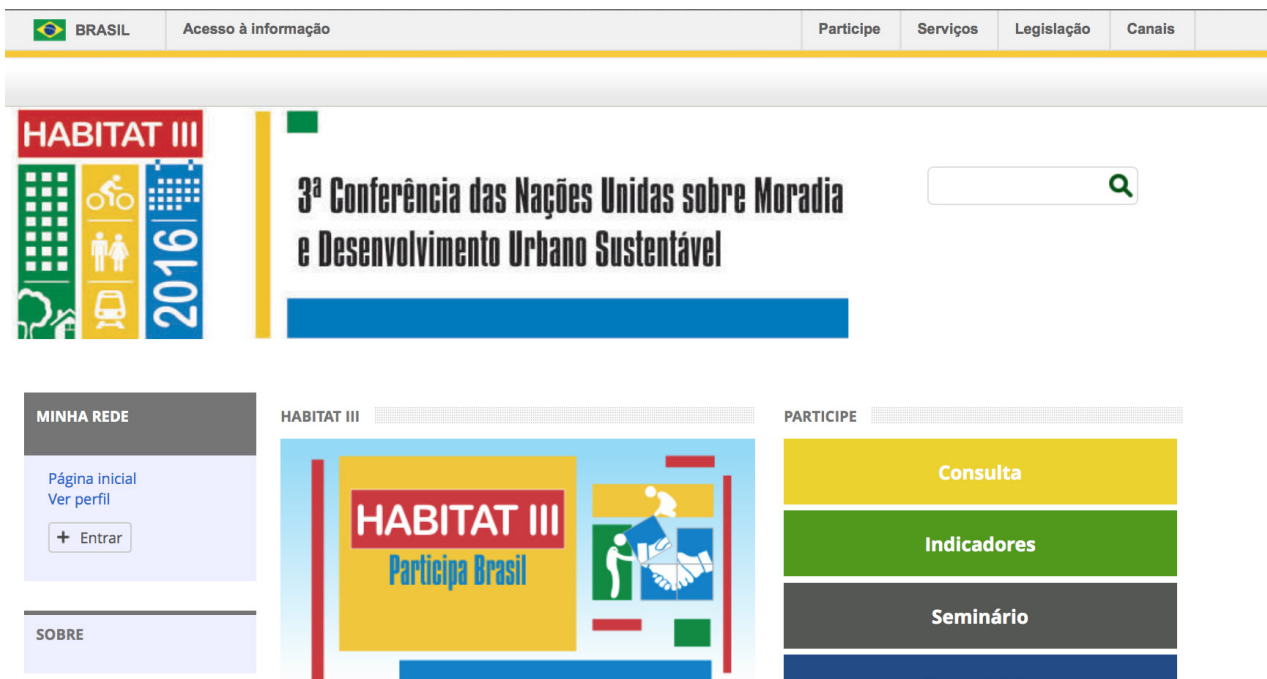 BRASIL
Acesso à informação
Participe
Serviços
Legislação
Canais
HABITAT III
2016
3ª Conferência das Nações Unidas sobre Moradia
e Desenvolvimento Urbano Sustentável
MINHA REDE
Página inicial
Ver perfil
+ Entrar
SOBRE
HABITAT III
HABITAT III
Participa Brasil
PARTICIPE
Consulta
Indicadores
Seminário